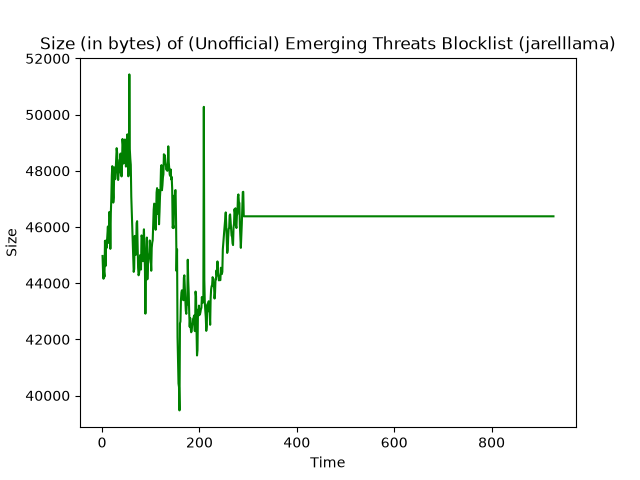 Size (in bytes) of (Unofficial) Emerging Threats Blocklist (jarelllama)
52000
50000
48000
46000
44000
42000
40000
Size
0 200 400 600 800
Time